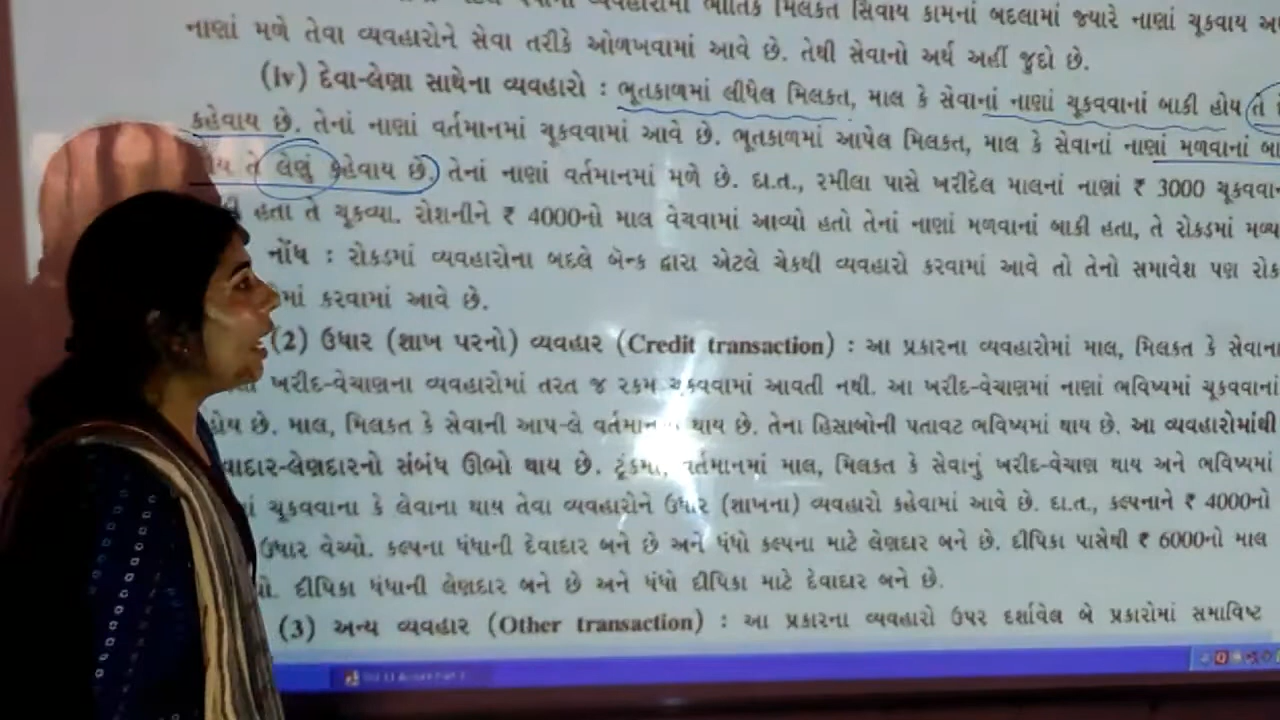 વ્યવહારોમાં ભૌતિક મિલકત સિવાય કામનાં બદલામાં જ્યારે નાણાં ચૂકવાય
નાણાં મળે તેવા વ્યવહારોને સેવા તરીકે ઓળખવામાં આવે છે. તેથી સેવાનો અર્થ અહીં જુદો છે.
(iv) દેવા-લેણા સાથેના વ્યવહારો : ભૂતકાળમાં લીધેલ મિલકત, માલ કે સેવાનાં નાણાં ચૂકવવાનાં બાકી હોય તે
કહેવાય છે. તેનાં નાણાં વર્તમાનમાં ચૂકવવામાં આવે છે. ભૂતકાળમાં આપેલ મિલકત, માલ કે સેવાનાં નાણાં મળવાનાં
તે લેણું કહેવાય છે. તેનાં નાણાં વર્તમાનમાં મળે છે. દા.ત., રમીલા પાસે ખરીદેલ માલનાં નાણાં ₹ 3000
હતા તે ચૂકવ્યા. રોશનીને ₹ 4000નો માલ વેચવામાં આવ્યો હતો તેનાં નાણાં મળવાનાં બાકી હતા, તે રોકડમાં
નોંધ : રોકડમાં વ્યવહારોના બદલે બૅન્ક દ્વારા એટલે ચેકથી વ્યવહારો કરવામાં આવે તો તેનો સમાવેશ પણ
માં કરવામાં આવે છે.
(2) ઉધાર (શાખ પરનો) વ્યવહાર (Credit transaction) : આ પ્રકારના વ્યવહારોમાં માલ, મિલકત કે સેવાના
ખરીદ-વેચાણના વ્યવહારોમાં તરત જ રકમ ચૂકવવામાં આવતી નથી. આ ખરીદ-વેચાણમાં નાણાં ભવિષ્યમાં ચૂકવવાનાં
હોય છે. માલ, મિલકત કે સેવાની આપ-લે વર્તમાનમાં થાય છે. તેના હિસાબોની પતાવટ ભવિષ્યમાં થાય છે. આ વ્યવહારોમાંથી
વાદાર-લેણદારનો સંબંધ ઊભો થાય છે. ટૂંકમાં, વર્તમાનમાં માલ, મિલકત કે સેવાનું ખરીદ-વેચાણ થાય અને ભવિષ્યમાં
ચૂકવવાના કે લેવાના થાય તેવા વ્યવહારોને ઉધાર (શાખના) વ્યવહારો કહેવામાં આવે છે. દા.ત., કલ્પનાને ₹ 4000નો
ઉધાર વેચ્યો. કલ્પના ધંધાની દેવાદાર બને છે અને ધંધો કલ્પના માટે લેણદાર બને છે. દીપિકા પાસેથી ₹ 6000નો માલ
દીપિકા ધંધાની લેણદાર બને છે અને ધંધો દીપિકા માટે દેવાદાર બને છે.
(3) અન્ય વ્યવહાર (Other transaction) : આ પ્રકારના વ્યવહારો ઉપર દર્શાવેલ બે પ્રકારોમાં સમાવિષ્ટ